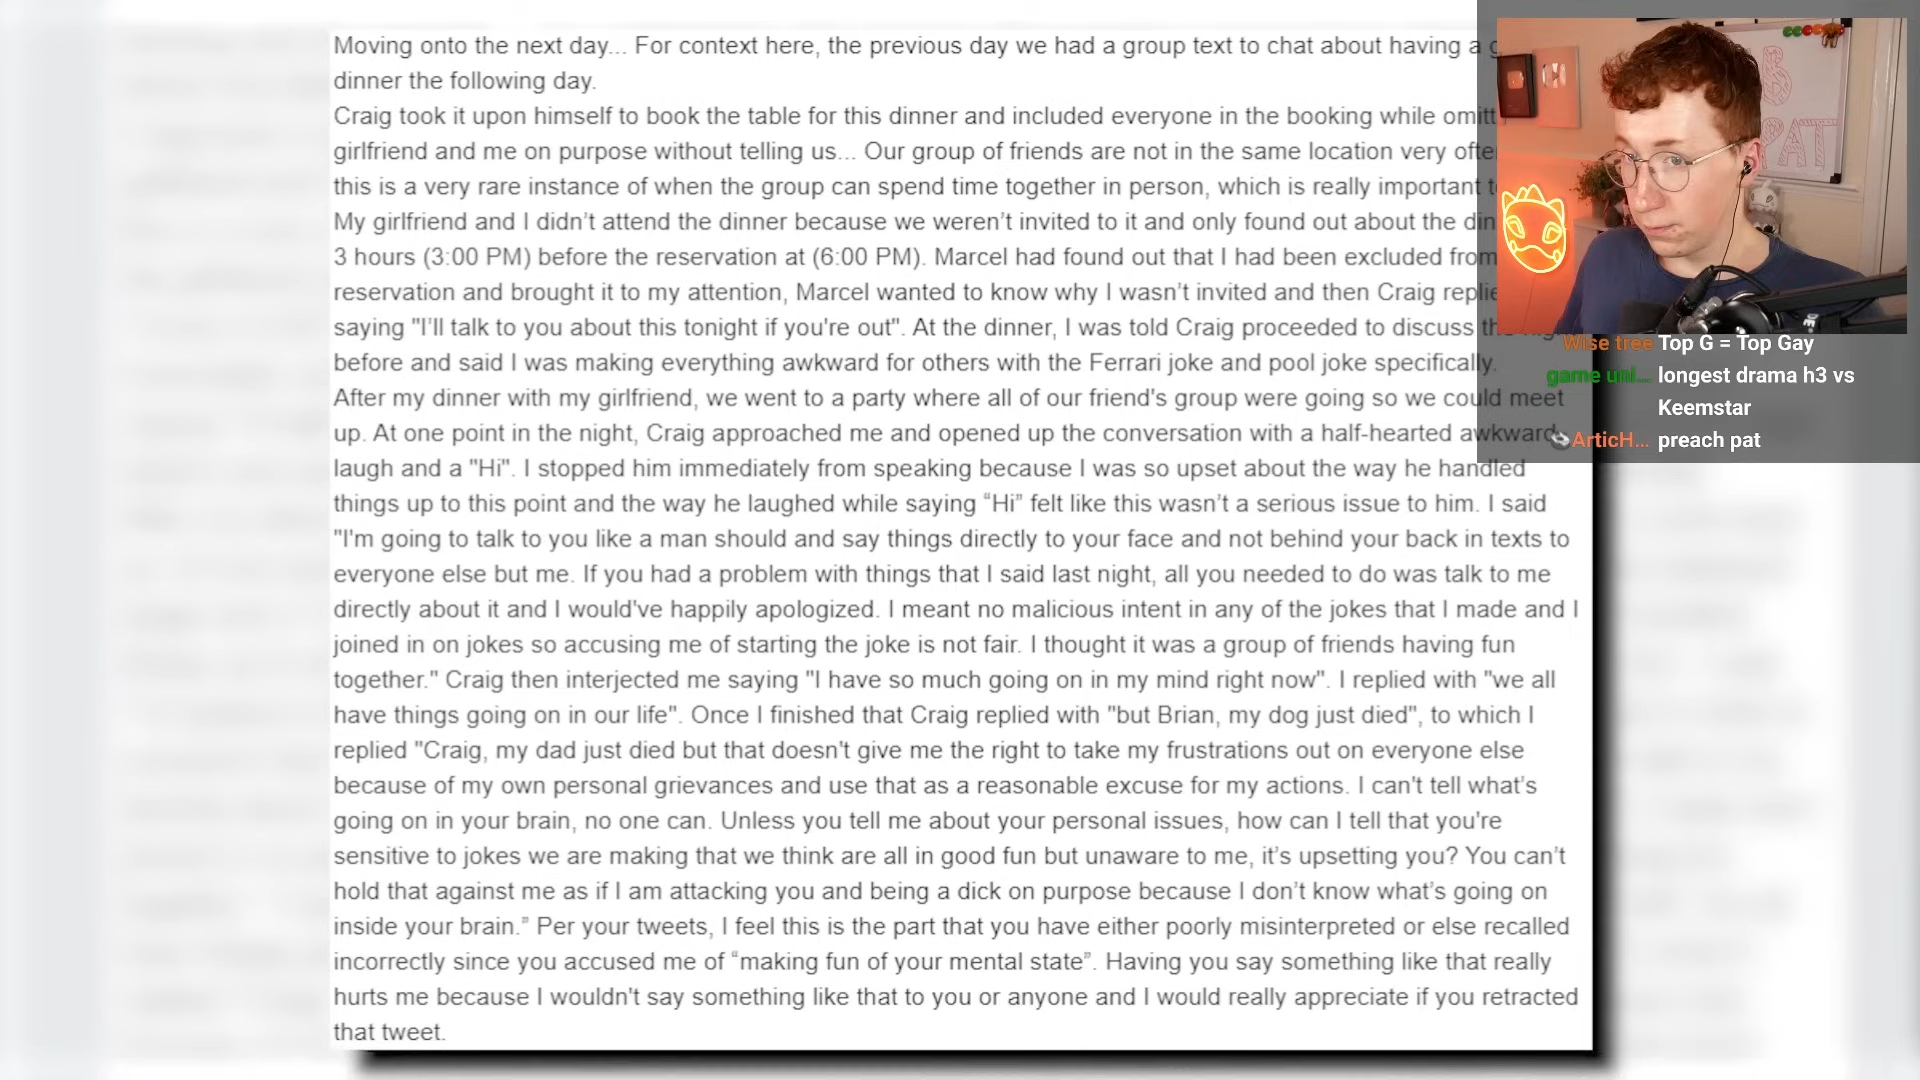 Moving onto the next day... For context here, the previous day we had a group text to chat about having a
dinner the following day.
Craig took it upon himself to book the table for this dinner and included everyone in the booking while
girlfriend and me on purpose without telling us... Our group of friends are not in the same location very
this is a very rare instance of when the group can spend time together in person, which is really important
My girlfriend and I didn't attend the dinner because we weren't invited to it and only found out about the
3 hours (3:00 PM) before the reservation at (6:00 PM). Marcel had found out that I had been excluded from
reservation and brought it to my attention, Marcel wanted to know why I wasn't invited and then Craig
saying "I'll talk to you about this tonight if you're out". At the dinner, I was told Craig proceeded to discuss
before and said I was making everything awkward for others with the Ferrari joke and pool joke specifically.
After my dinner with my girlfriend, we went to a party where all of our friend's group were going so we could meet
up. At one point in the night, Craig approached me and opened up the conversation with a half-hearted awkward
laugh and a "Hi". I stopped him immediately from speaking because I was so upset about the way he handled
things up to this point and the way he laughed while saying “Hi” felt like this wasn't a serious issue to him. I said
"I'm going to talk to you like a man should and say things directly to your face and not behind your back in texts to
everyone else but me. If you had a problem with things that I said last night, all you needed to do was talk to me
directly about it and I would've happily apologized. I meant no malicious intent in any of the jokes that I made and I
joined in on jokes so accusing me of starting the joke is not fair. I thought it was a group of friends having fun
together." Craig then interjected me saying "I have so much going on in my mind right now". I replied with "we all
have things going on in our life". Once I finished that Craig replied with "but Brian, my dog just died", to which I
replied "Craig, my dad just died but that doesn't give me the right to take my frustrations out on everyone else
because of my own personal grievances and use that as a reasonable excuse for my actions. I can't tell what's
going on in your brain, no one can. Unless you tell me about your personal issues, how can I tell that you're
sensitive to jokes we are making that we think are all in good fun but unaware to me, it's upsetting you? You can't
hold that against me as if I am attacking you and being a dick on purpose because I don't know what's going on
inside your brain.” Per your tweets, I feel this is the part that you have either poorly misinterpreted or else recalled
incorrectly since you accused me of “making fun of your mental state”. Having you say something like that really
hurts me because I wouldn't say something like that to you or anyone and I would really appreciate if you retracted
that tweet.
PAT
Wise tree Top G = Top Gay
game uni... longest drama h3 vs
Keemstar
ArticH... preach pat